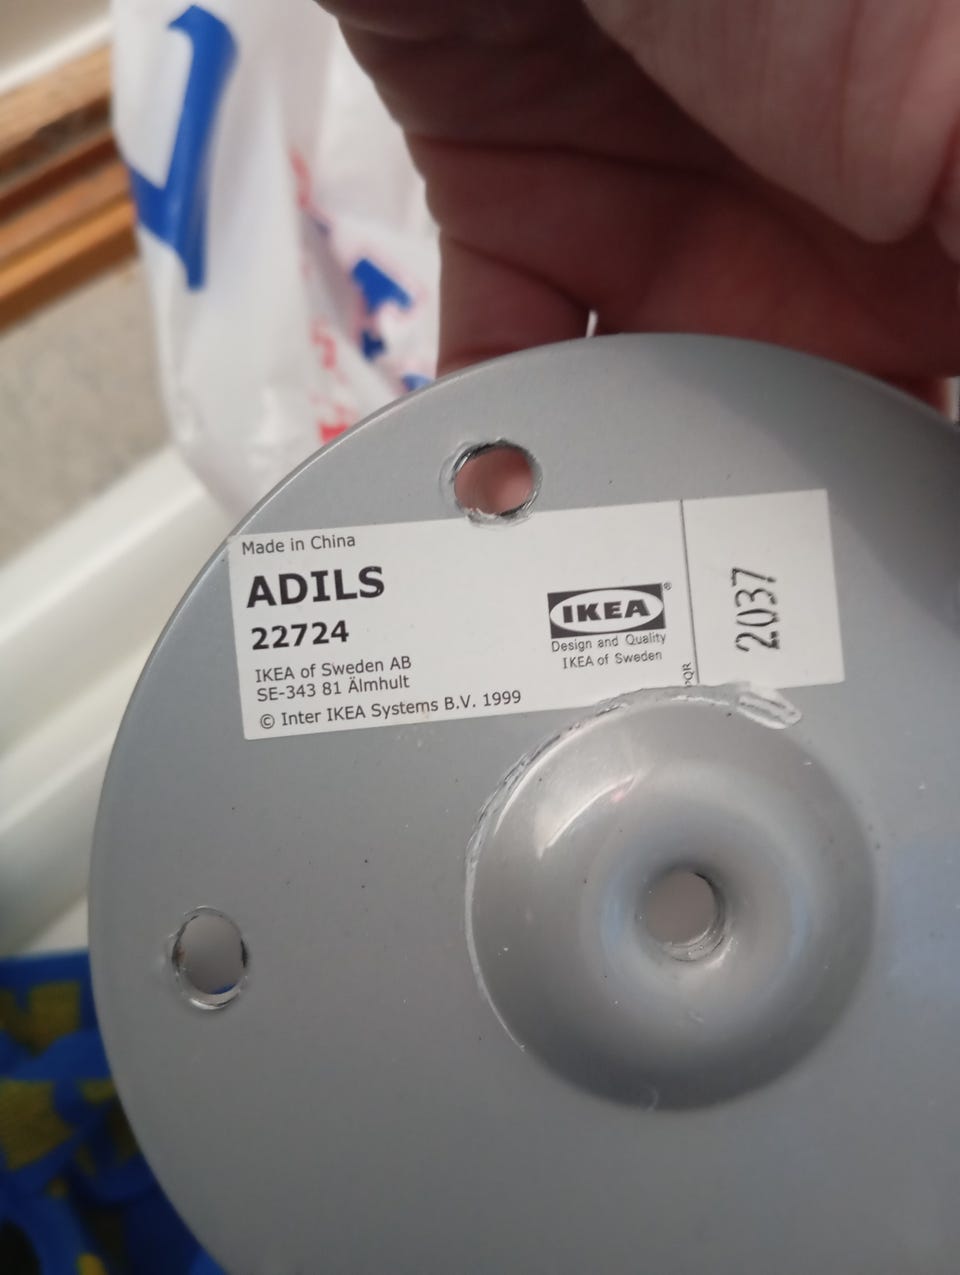 Made in China
ADILS
22724
IKEA of Sweden AB
SE-343 81 Älmhult
© Inter IKEA Systems B.V. 1999
IKEA®
Design and Quality
IKEA of Sweden
2037